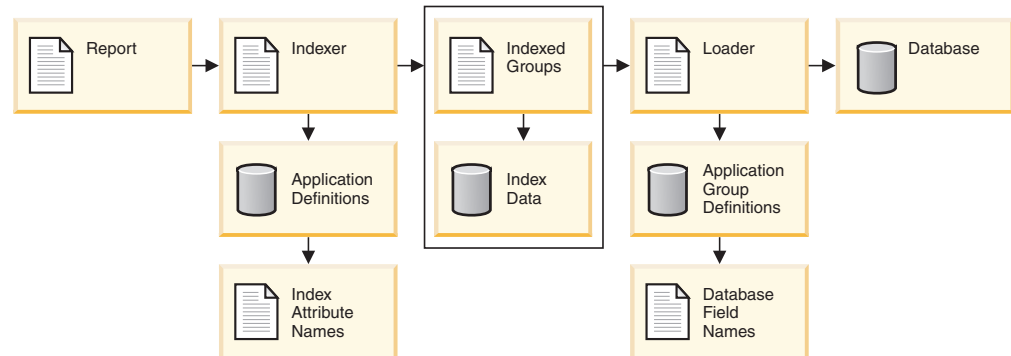 Report
Indexer
Indexed
Groups
Loader
Database
Application
Definitions
Index
Data
Application
Group
Definitions
Index
Attribute
Names
Database
Field
Names